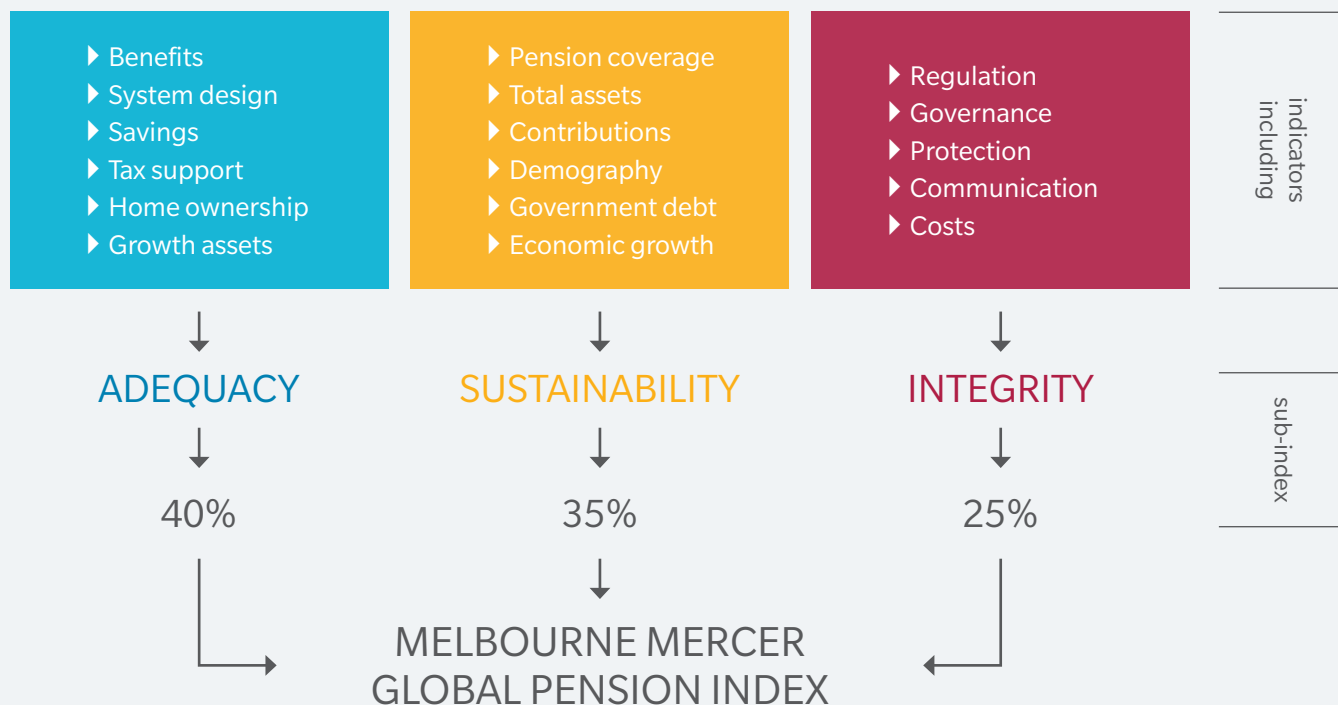 Benefits
System design
Savings
Tax support
Home ownership
Growth assets
Pension coverage
Total assets
Contributions
Demography
Government debt
Economic growth
Regulation
Governance
Protection
Communication
Costs
indicators
including
ADEQUACY
SUSTAINABILITY
INTEGRITY
sub-index
40%
35%
25%
MELBOURNE MERCER
GLOBAL PENSION INDEX